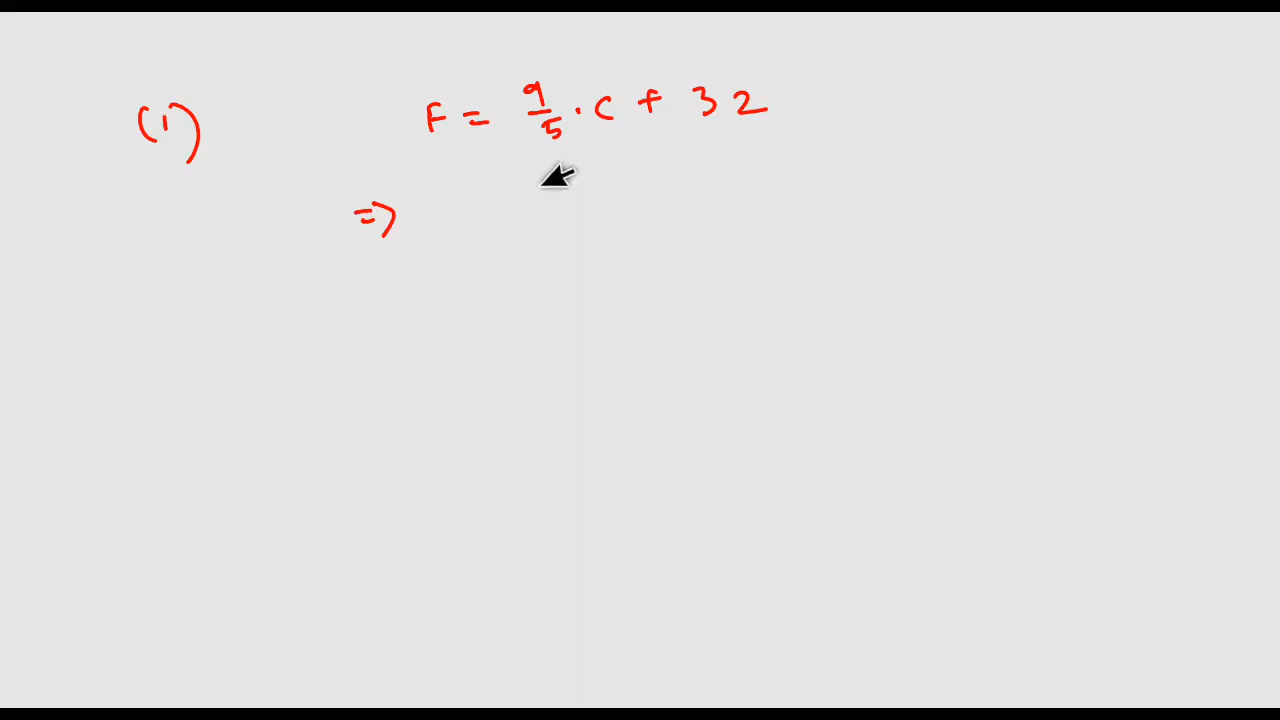 (1) F = 9/5 · C + 32
=>